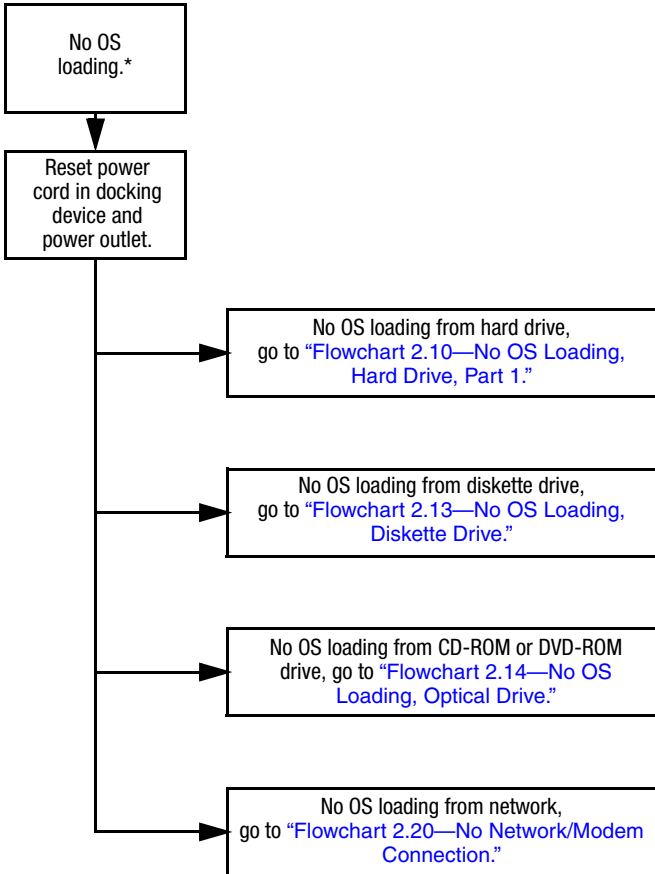 No OS
loading.*
Reset power
cord in docking
device and
power outlet.
No OS loading from hard drive,
go to “Flowchart 2.10—No OS Loading,
Hard Drive, Part 1.”
No OS loading from diskette drive,
go to “Flowchart 2.13—No OS Loading,
Diskette Drive.”
No OS loading from CD-ROM or DVD-ROM
drive, go to “Flowchart 2.14—No OS
Loading, Optical Drive.”
No OS loading from network,
go to “Flowchart 2.20—No Network/Modem
Connection.”